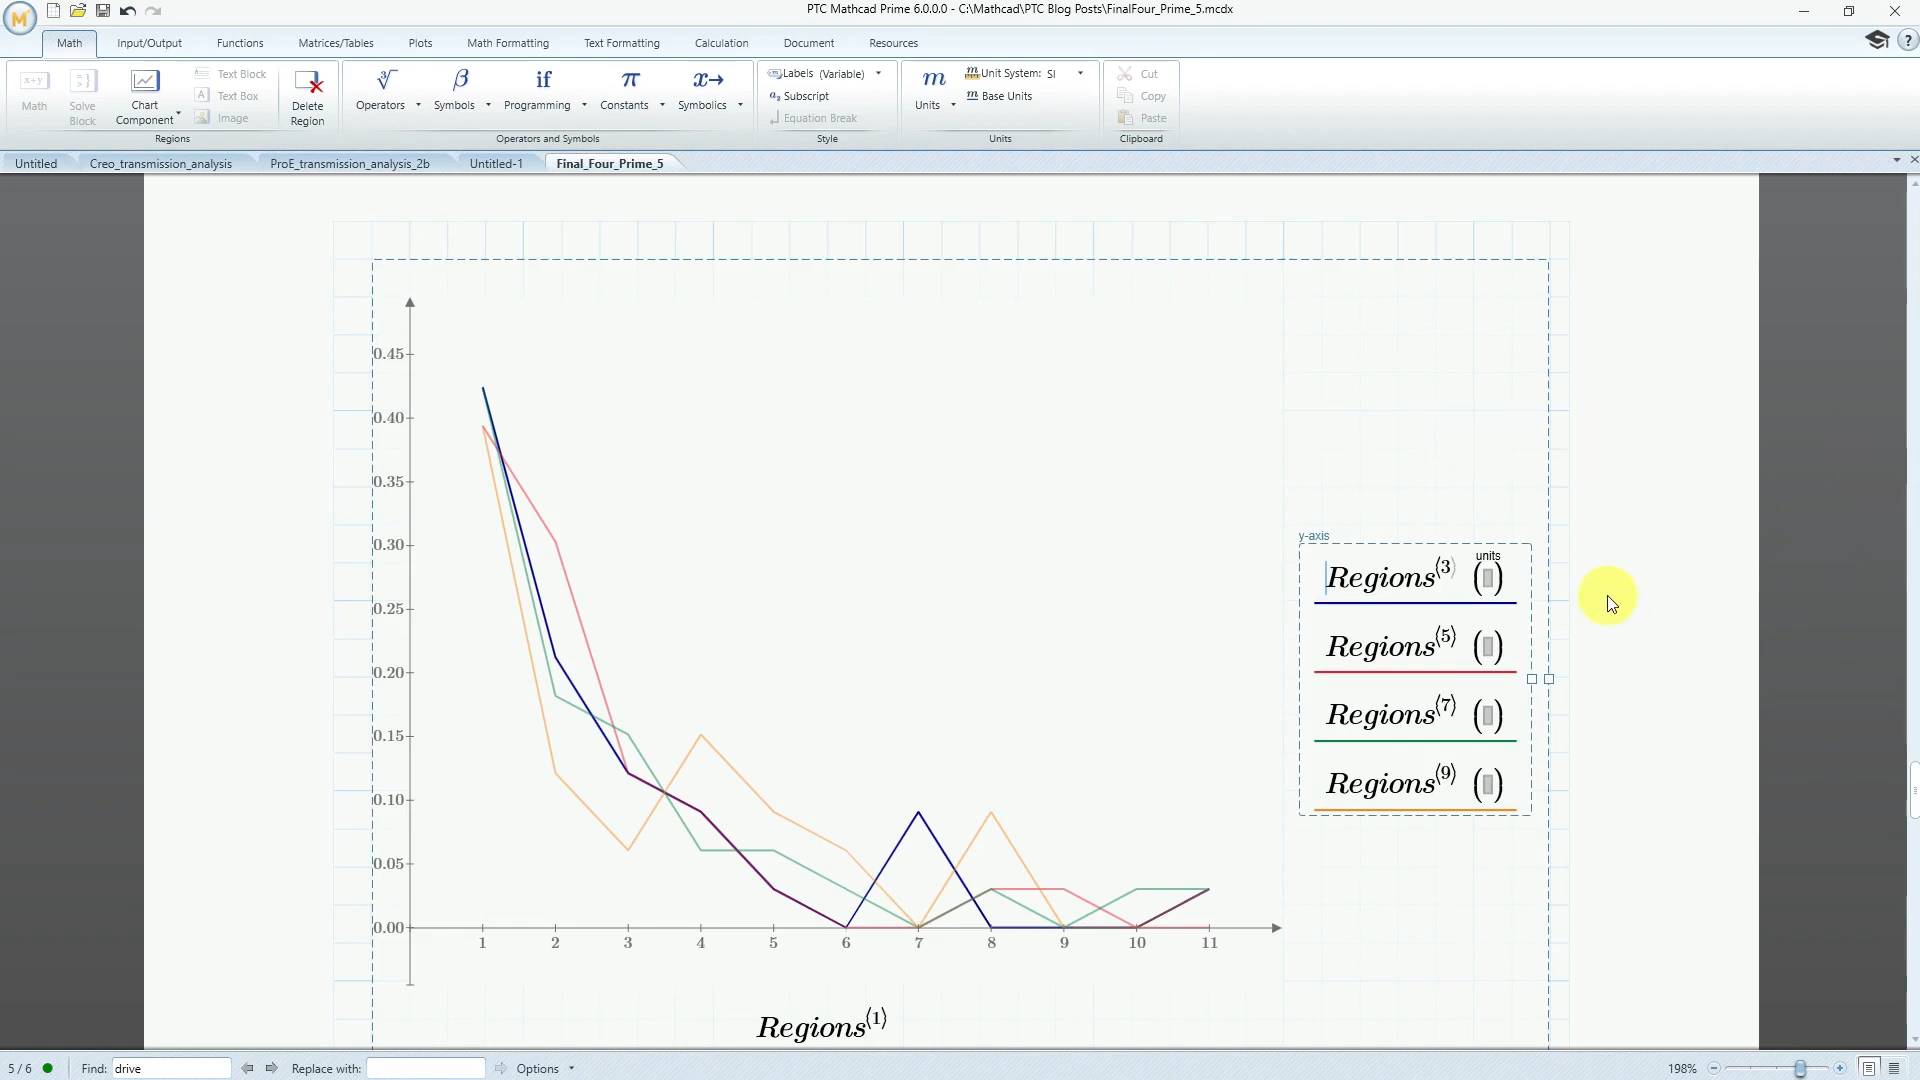 PTC Mathcad Prime 6.0.0.0 - C:\Mathcad\PTC Blog Posts\FinalFour_Prime_5.mcdx
Math Input/Output Functions Matrices/Tables Plots Math Formatting Text Formatting Calculation Document Resources
Math
Solve
Block
Chart
Component
Text Block
Text Box
Image
Delete
Region
Regions
Operators
Symbols
Programming
Constants
Symbolics
Operators and Symbols
Labels (Variable)
Subscript
Equation Break
Style
Units
Unit System: SI
Base Units
Units
Cut
Copy
Paste
Clipboard
Untitled Creo_transmission_analysis ProE_transmission_analysis_2b Untitled-1 Final_Four_Prime_5
0.45
0.40
0.35
0.30
0.25
0.20
0.15
0.10
0.05
0.00
1 2 3 4 5 6 7 8 9 10 11
Regions⟨1⟩
y-axis
units
Regions⟨3⟩ ()
Regions⟨5⟩ ()
Regions⟨7⟩ ()
Regions⟨9⟩ ()
5 / 6 Find: drive Replace with: Options 198%